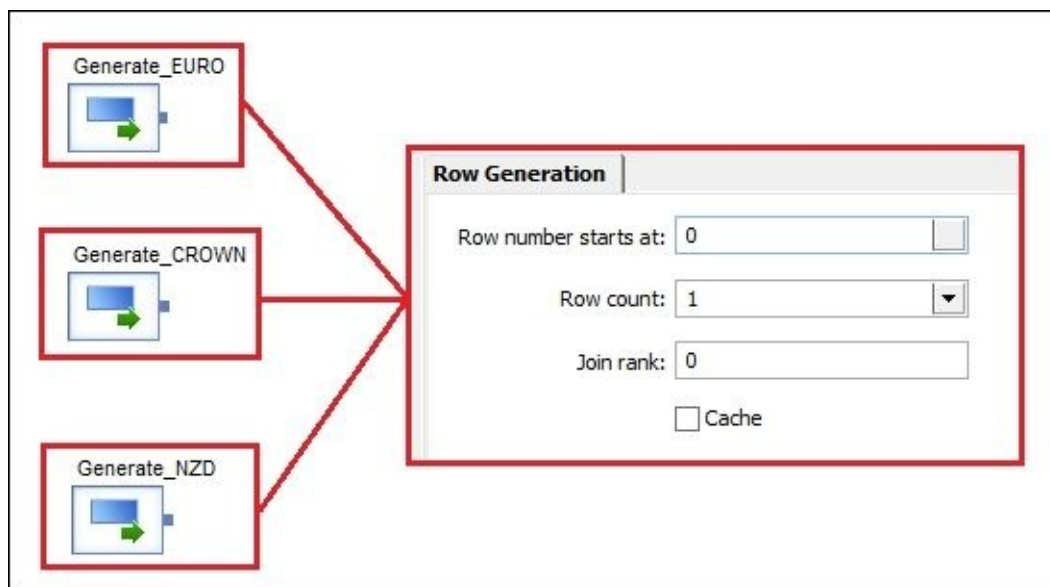 Generate_EURO
Generate_CROWN
Generate_NZD
Row Generation
Row number starts at: 0
Row count: 1
Join rank: 0
Cache